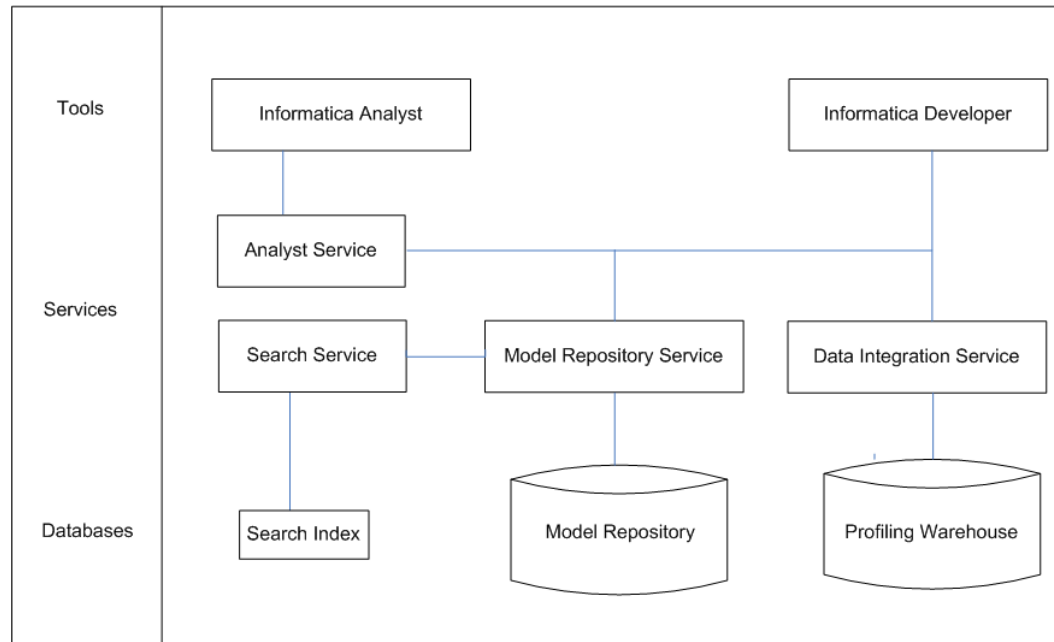 Tools
Informatica Analyst
Informatica Developer
Analyst Service
Services
Search Service
Model Repository Service
Data Integration Service
Databases
Search Index
Model Repository
Profiling Warehouse